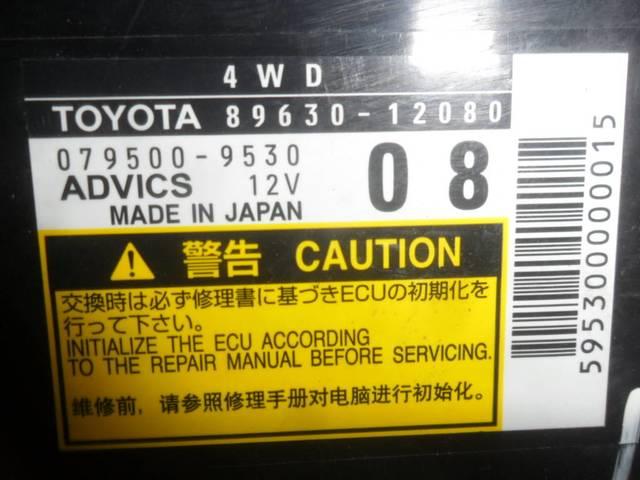 4WD
TOYOTA 89630-12080
079500-9530
ADVICS 12V 08
MADE IN JAPAN
警告 CAUTION
交換時は必ず修理書に基づきECUの初期化を
行って下さい。
INITIALIZE THE ECU ACCORDING
TO THE REPAIR MANUAL BEFORE SERVICING.
维修前，请参照修理手册对电脑进行初始化。
595300000015